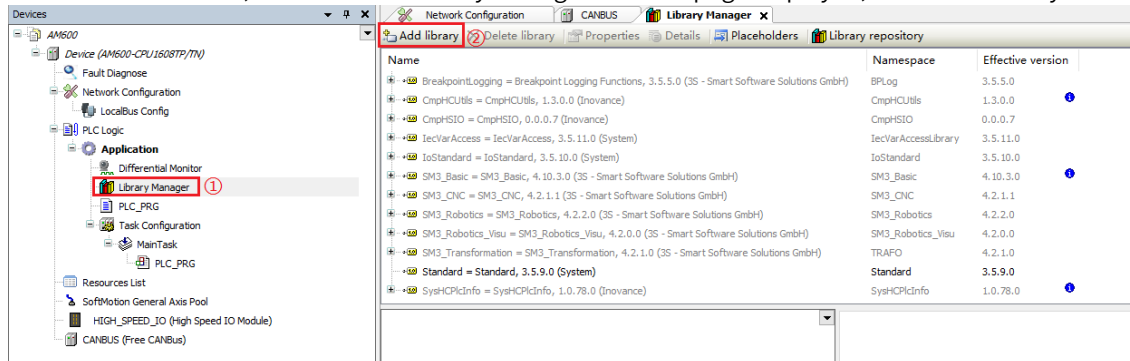 Devices
AM600
Device (AM600-CPU1608TP/TN)
Fault Diagnose
Network Configuration
LocalBus Config
PLC Logic
Application
Differential Monitor
Library Manager ①
PLC_PRG
Task Configuration
MainTask
PLC_PRG
Resources List
SoftMotion General Axis Pool
HIGH_SPEED_IO (High Speed IO Module)
CANBUS (Free CANBus)
Network Configuration CANBUS Library Manager x
Add library ② Delete library Properties Details Placeholders Library repository
Name Namespace Effective version
BreakpointLogging = Breakpoint Logging Functions, 3.5.5.0 (3S - Smart Software Solutions GmbH) BPLog 3.5.5.0
CmpHCUtils = CmpHCUtils, 1.3.0.0 (Inovance) CmpHCUtils 1.3.0.0
CmpHSIO = CmpHSIO, 0.0.0.7 (Inovance) CmpHSIO 0.0.0.7
IecVarAccess = IecVarAccess, 3.5.11.0 (System) IecVarAccessLibrary 3.5.11.0
IoStandard = IoStandard, 3.5.10.0 (System) IoStandard 3.5.10.0
SM3_Basic = SM3_Basic, 4.10.3.0 (3S - Smart Software Solutions GmbH) SM3_Basic 4.10.3.0
SM3_CNC = SM3_CNC, 4.2.1.1 (3S - Smart Software Solutions GmbH) SM3_CNC 4.2.1.1
SM3_Robotics = SM3_Robotics, 4.2.2.0 (3S - Smart Software Solutions GmbH) SM3_Robotics 4.2.2.0
SM3_Robotics_Visu = SM3_Robotics_Visu, 4.2.0.0 (3S - Smart Software Solutions GmbH) SM3_Robotics_Visu 4.2.0.0
SM3_Transformation = SM3_Transformation, 4.2.1.0 (3S - Smart Software Solutions GmbH) TRAFO 4.2.1.0
Standard = Standard, 3.5.9.0 (System) Standard 3.5.9.0
SysHCPlcInfo = SysHCPlcInfo, 1.0.78.0 (Inovance) SysHCPlcInfo 1.0.78.0